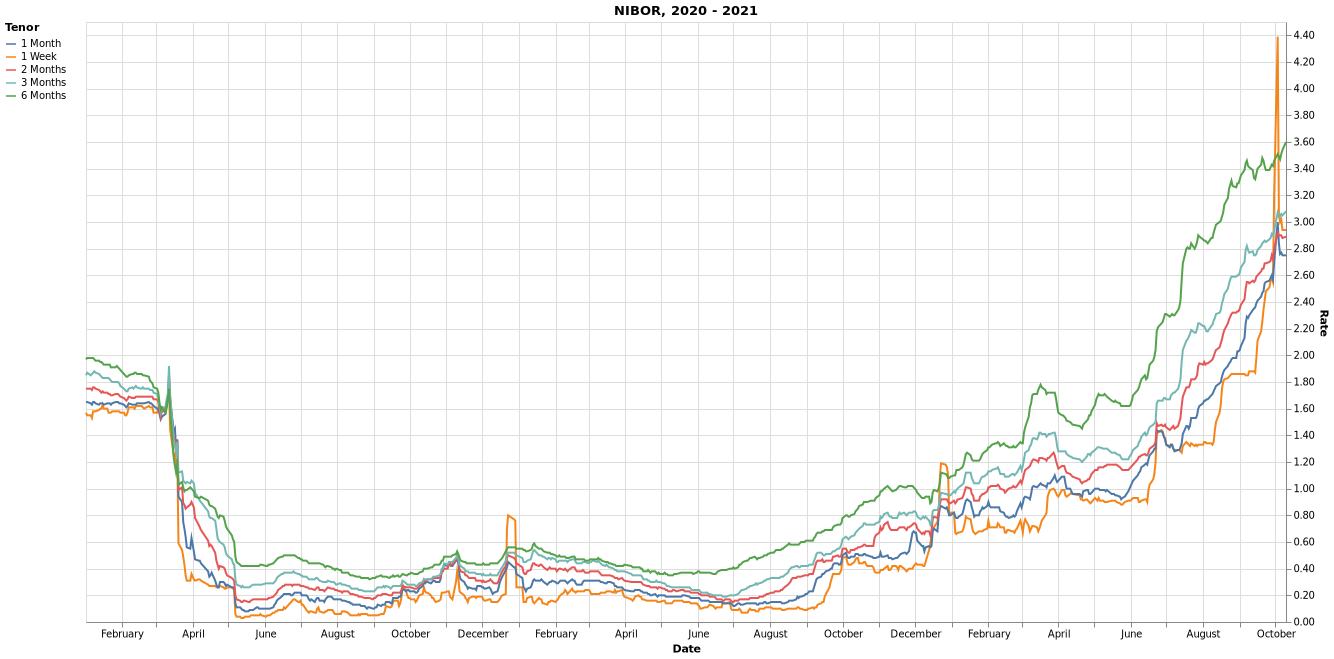 NIBOR, 2020 - 2021
Tenor
1 Month
1 Week
2 Months
3 Months
6 Months
4.40
4.20
4.00
3.80
3.60
3.40
3.20
3.00
2.80
2.60
2.40
2.20
2.00
1.80
1.60
1.40
1.20
1.00
0.80
0.60
0.40
0.20
0.00
Rate
February April June August October December February April June August October December February April June August October
Date